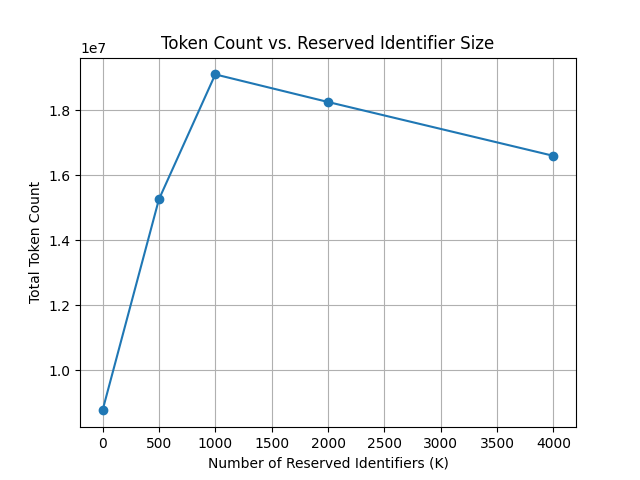 Token Count vs. Reserved Identifier Size
1e7
1.8
1.6
1.4
1.2
1.0
Total Token Count
0 500 1000 1500 2000 2500 3000 3500 4000
Number of Reserved Identifiers (K)